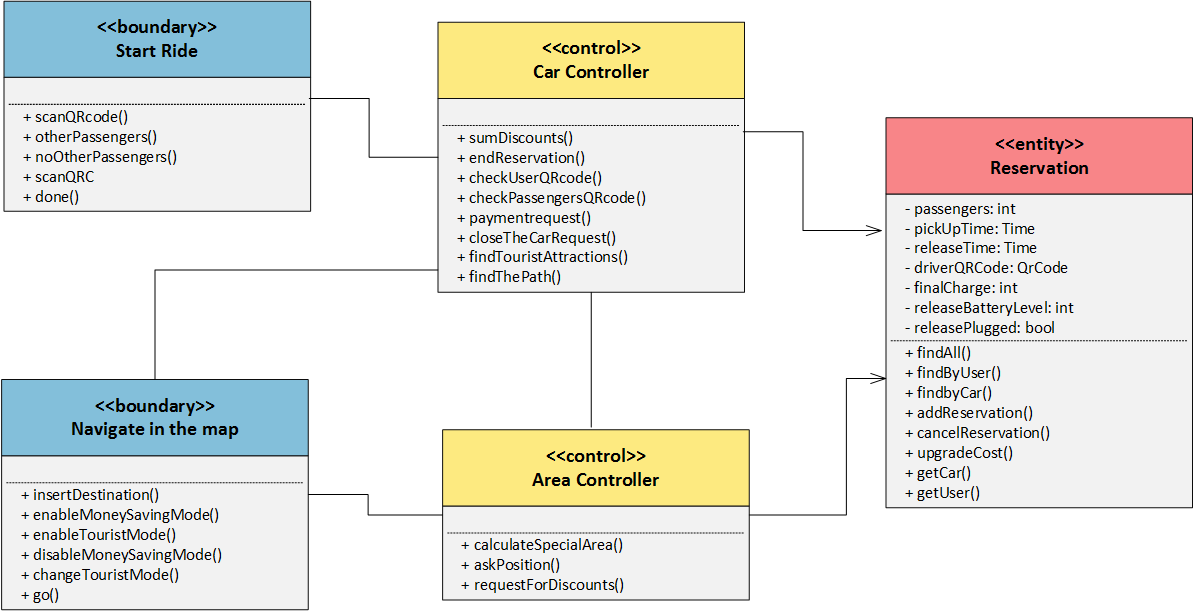 <<boundary>>
Start Ride
+ scanQRcode()
+ otherPassengers()
+ noOtherPassengers()
+ scanQRC
+ done()
<<control>>
Car Controller
+ sumDiscounts()
+ endReservation()
+ checkUserQRcode()
+ checkPassengersQRcode()
+ paymentrequest()
+ closeTheCarRequest()
+ findTouristAttractions()
+ findThePath()
<<entity>>
Reservation
- passengers: int
- pickUpTime: Time
- releaseTime: Time
- driverQRCode: QrCode
- finalCharge: int
- releaseBatteryLevel: int
- releasePlugged: bool
+ findAll()
+ findByUser()
+ findbyCar()
+ addReservation()
+ cancelReservation()
+ upgradeCost()
+ getCar()
+ getUser()
<<boundary>>
Navigate in the map
+ insertDestination()
+ enableMoneySavingMode()
+ enableTouristMode()
+ disableMoneySavingMode()
+ changeTouristMode()
+ go()
<<control>>
Area Controller
+ calculateSpecialArea()
+ askPosition()
+ requestForDiscounts()